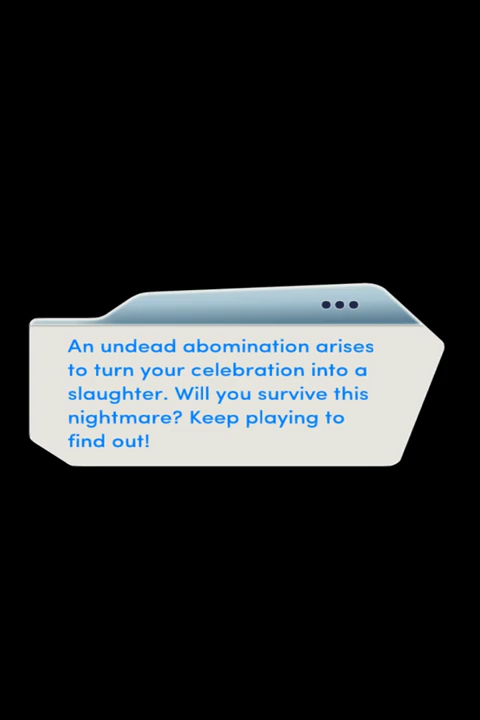 An undead abomination arises
to turn your celebration into a
slaughter. Will you survive this
nightmare? Keep playing to
find out!